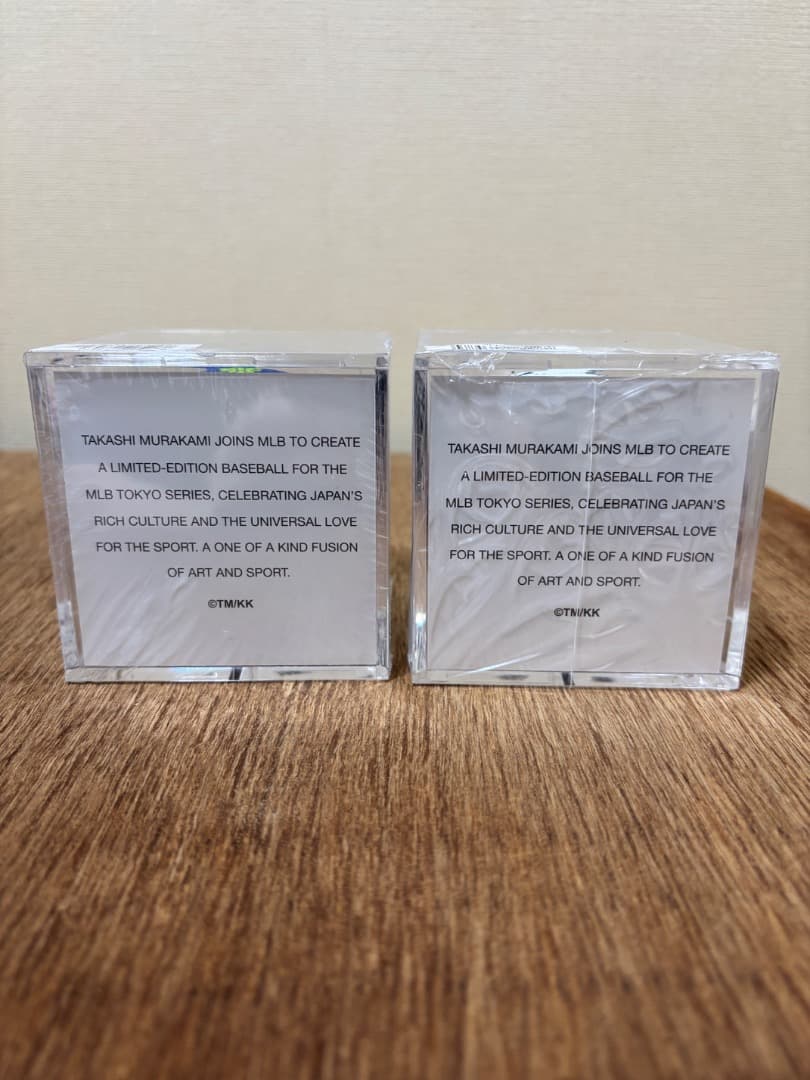 TAKASHI MURAKAMI JOINS MLB TO CREATE
A LIMITED-EDITION BASEBALL FOR THE
MLB TOKYO SERIES, CELEBRATING JAPAN'S
RICH CULTURE AND THE UNIVERSAL LOVE
FOR THE SPORT. A ONE OF A KIND FUSION
OF ART AND SPORT.
©TM/KK
TAKASHI MURAKAMI JOINS MLB TO CREATE
A LIMITED-EDITION BASEBALL FOR THE
MLB TOKYO SERIES, CELEBRATING JAPAN'S
RICH CULTURE AND THE UNIVERSAL LOVE
FOR THE SPORT. A ONE OF A KIND FUSION
OF ART AND SPORT.
©TM/KK